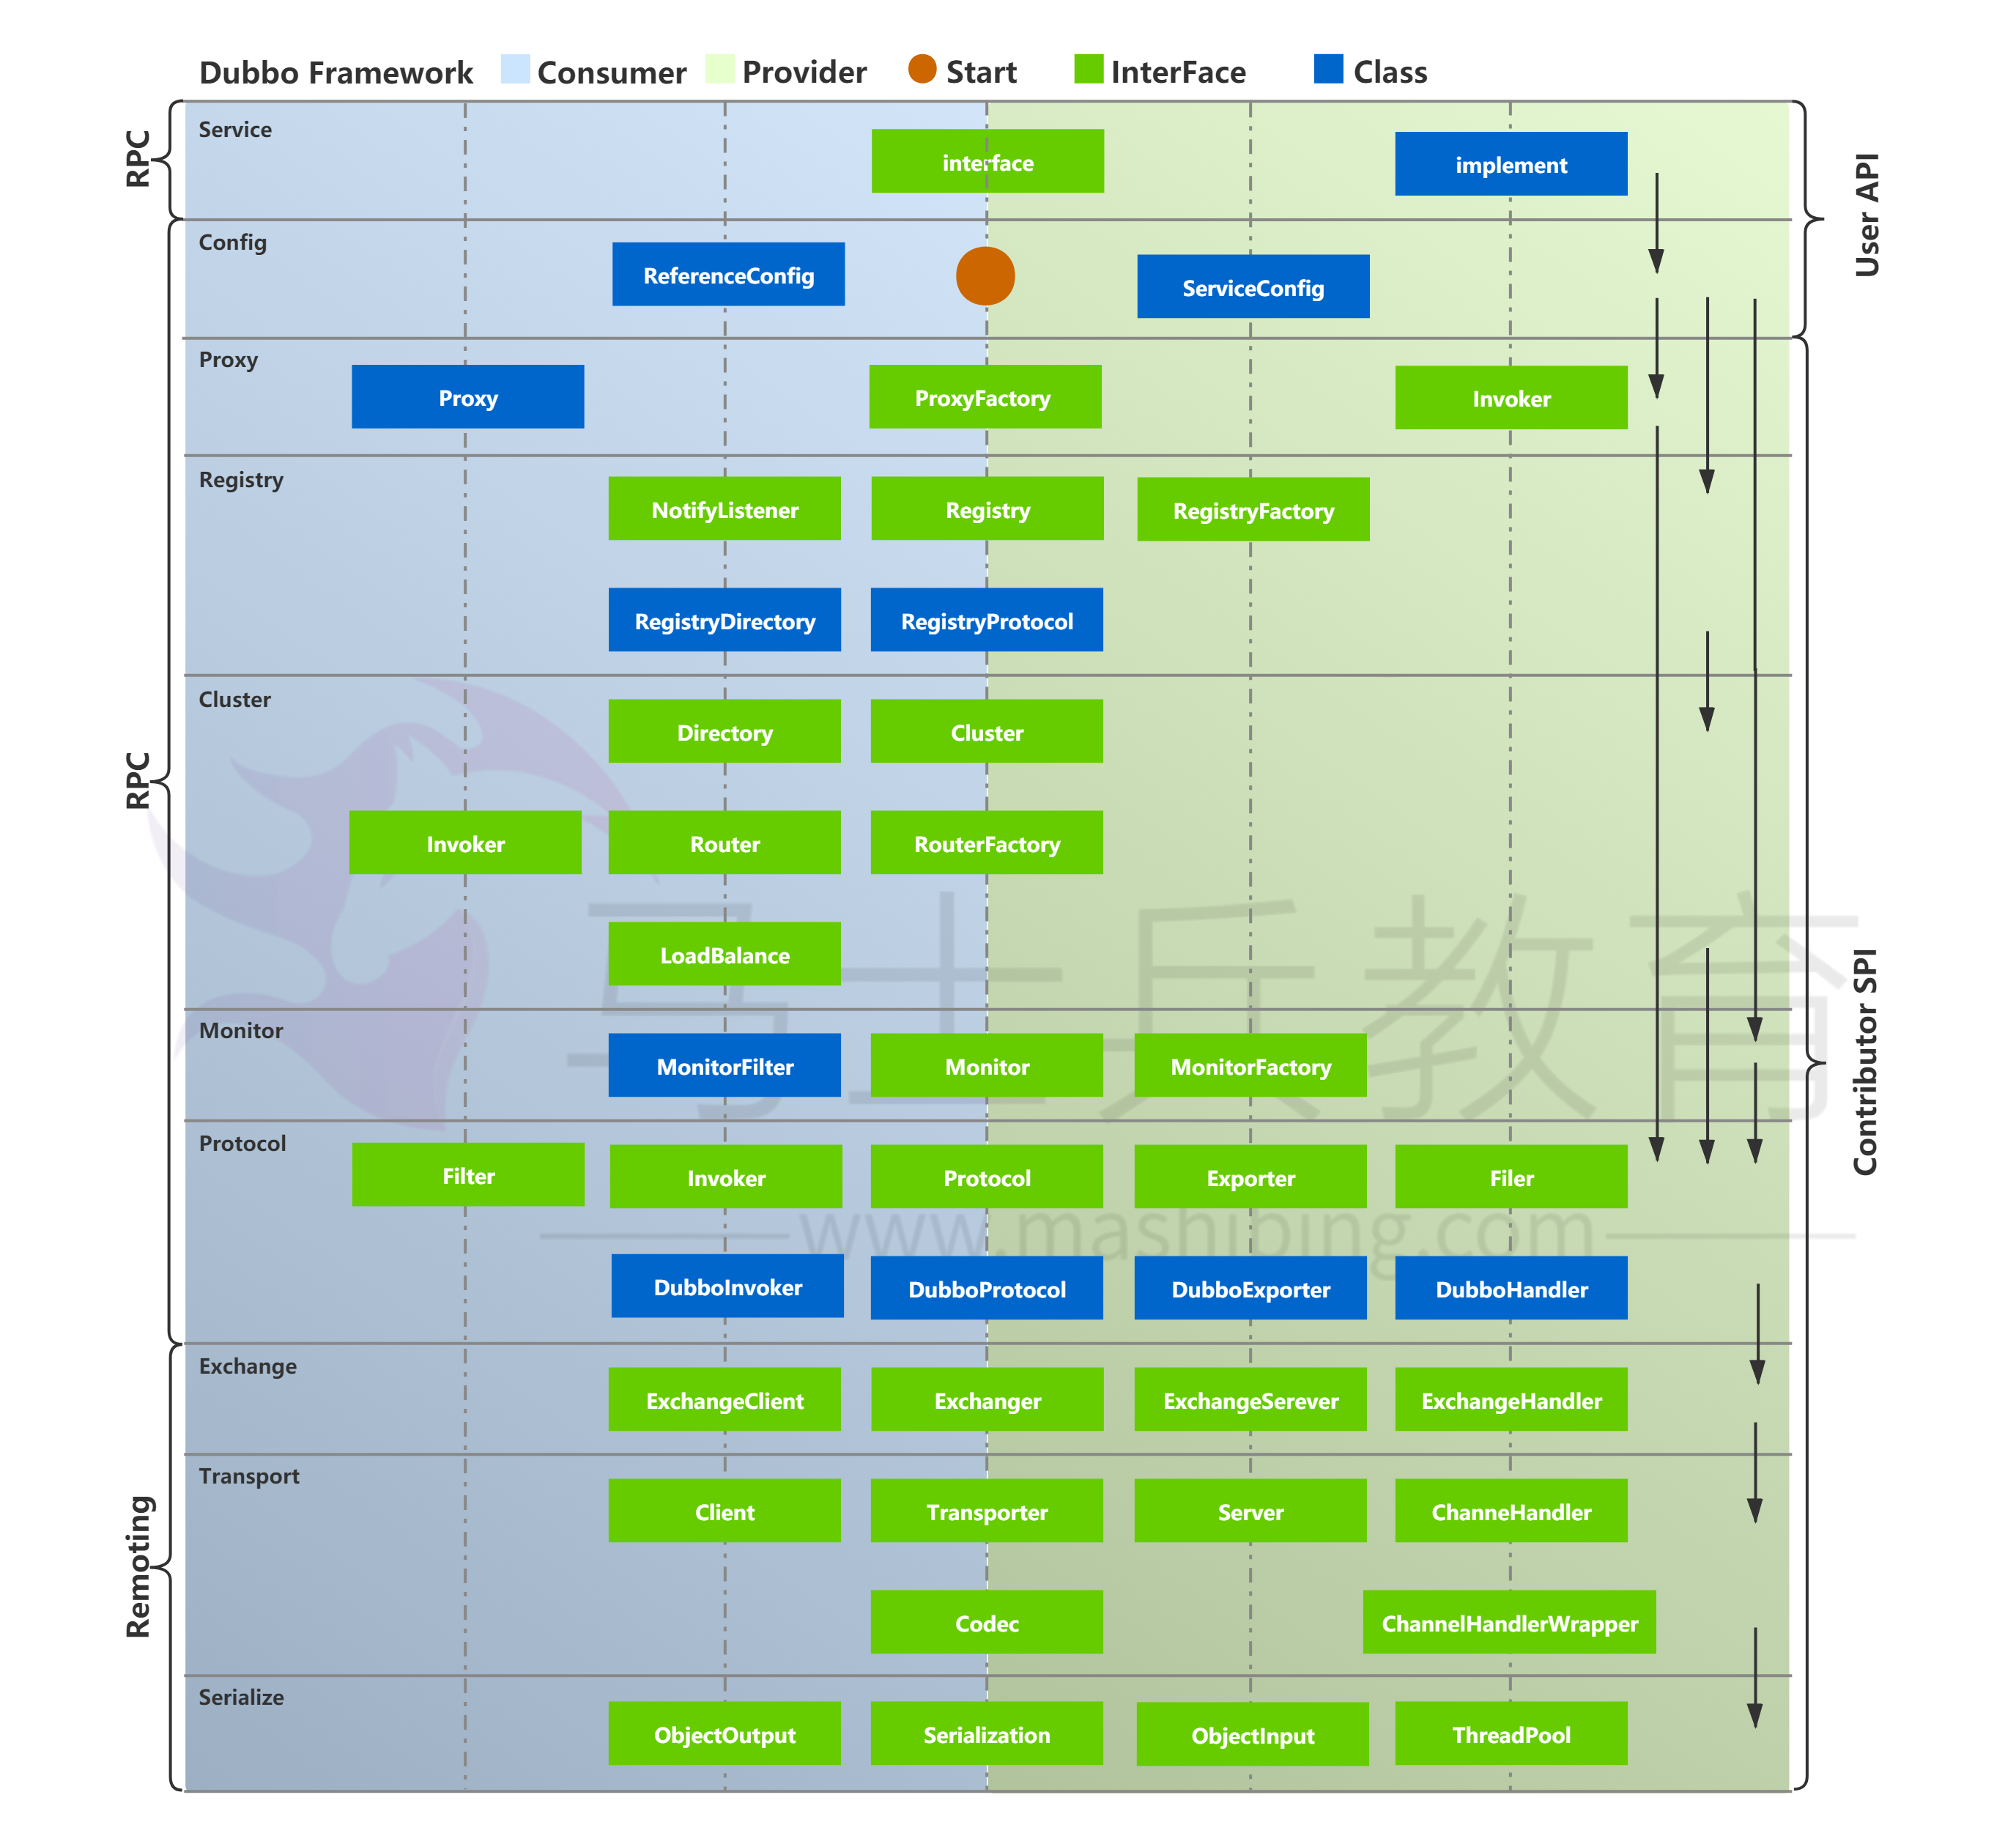 Dubbo Framework Consumer Provider Start InterFace Class
RPC
User API
Service
interface
implement
Config
ReferenceConfig
ServiceConfig
RPC
Contributor SPI
Proxy
Proxy
ProxyFactory
Invoker
Registry
NotifyListener
Registry
RegistryFactory
RegistryDirectory
RegistryProtocol
Cluster
Directory
Cluster
Invoker
Router
RouterFactory
LoadBalance
马士兵教育
Monitor
MonitorFilter
Monitor
MonitorFactory
Protocol
Filter
Invoker
Protocol
Exporter
Filer
www.mashibing.com
DubboInvoker
DubboProtocol
DubboExporter
DubboHandler
Remoting
Exchange
ExchangeClient
Exchanger
ExchangeSerever
ExchangeHandler
Transport
Client
Transporter
Server
ChanneHandler
Codec
ChannelHandlerWrapper
Serialize
ObjectOutput
Serialization
ObjectInput
ThreadPool